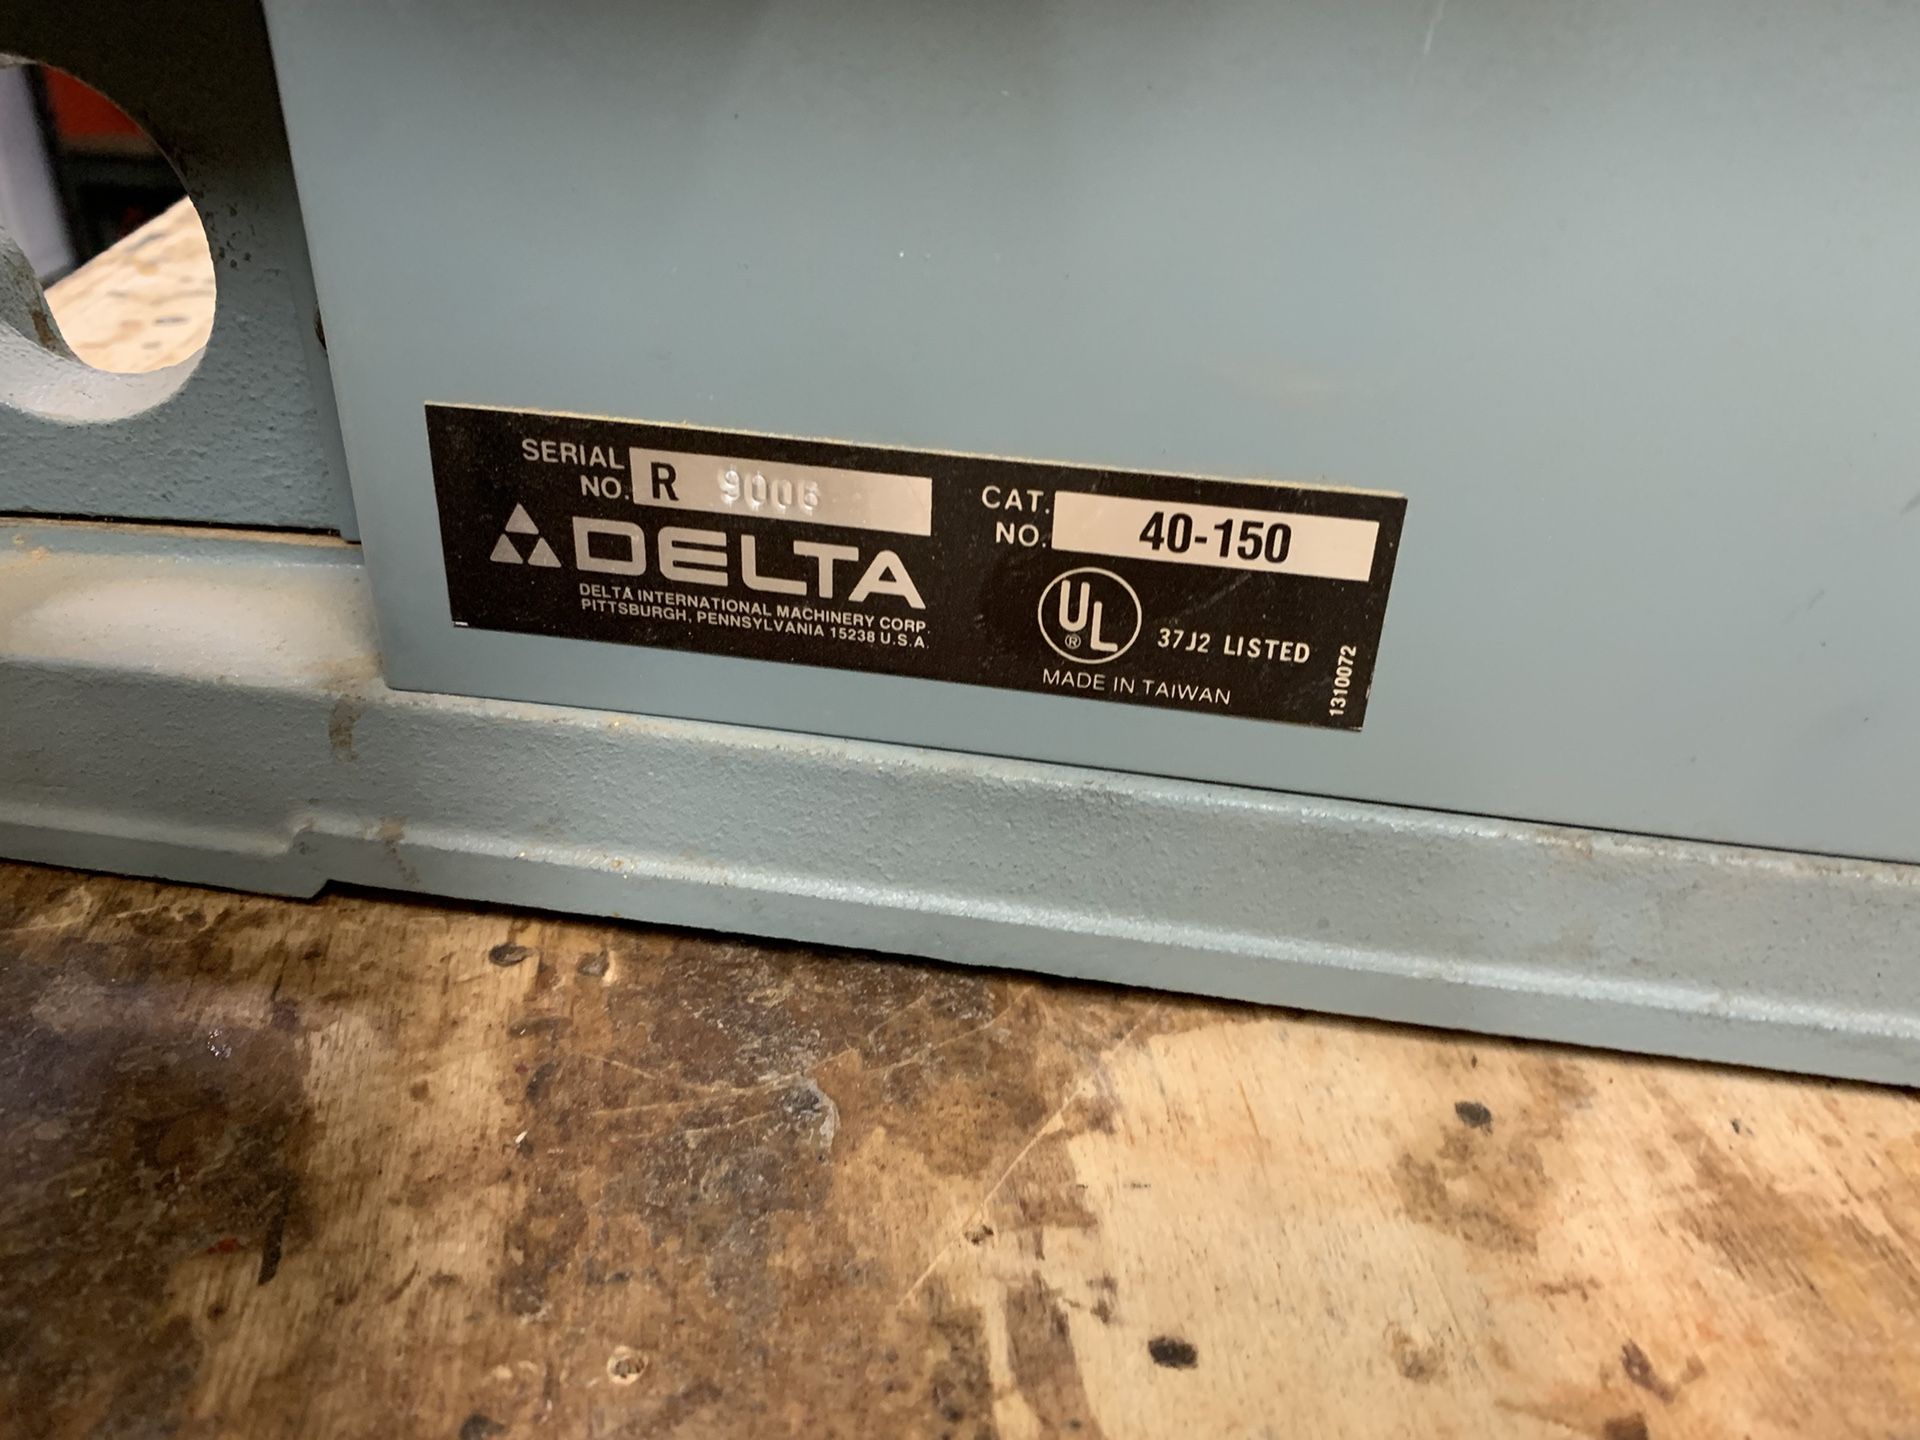 SERIAL NO. R 9006
DELTA
DELTA INTERNATIONAL MACHINERY CORP.
PITTSBURGH, PENNSYLVANIA 15238 U.S.A.
CAT. NO. 40-150
UL ® 37J2 LISTED
MADE IN TAIWAN
1310072